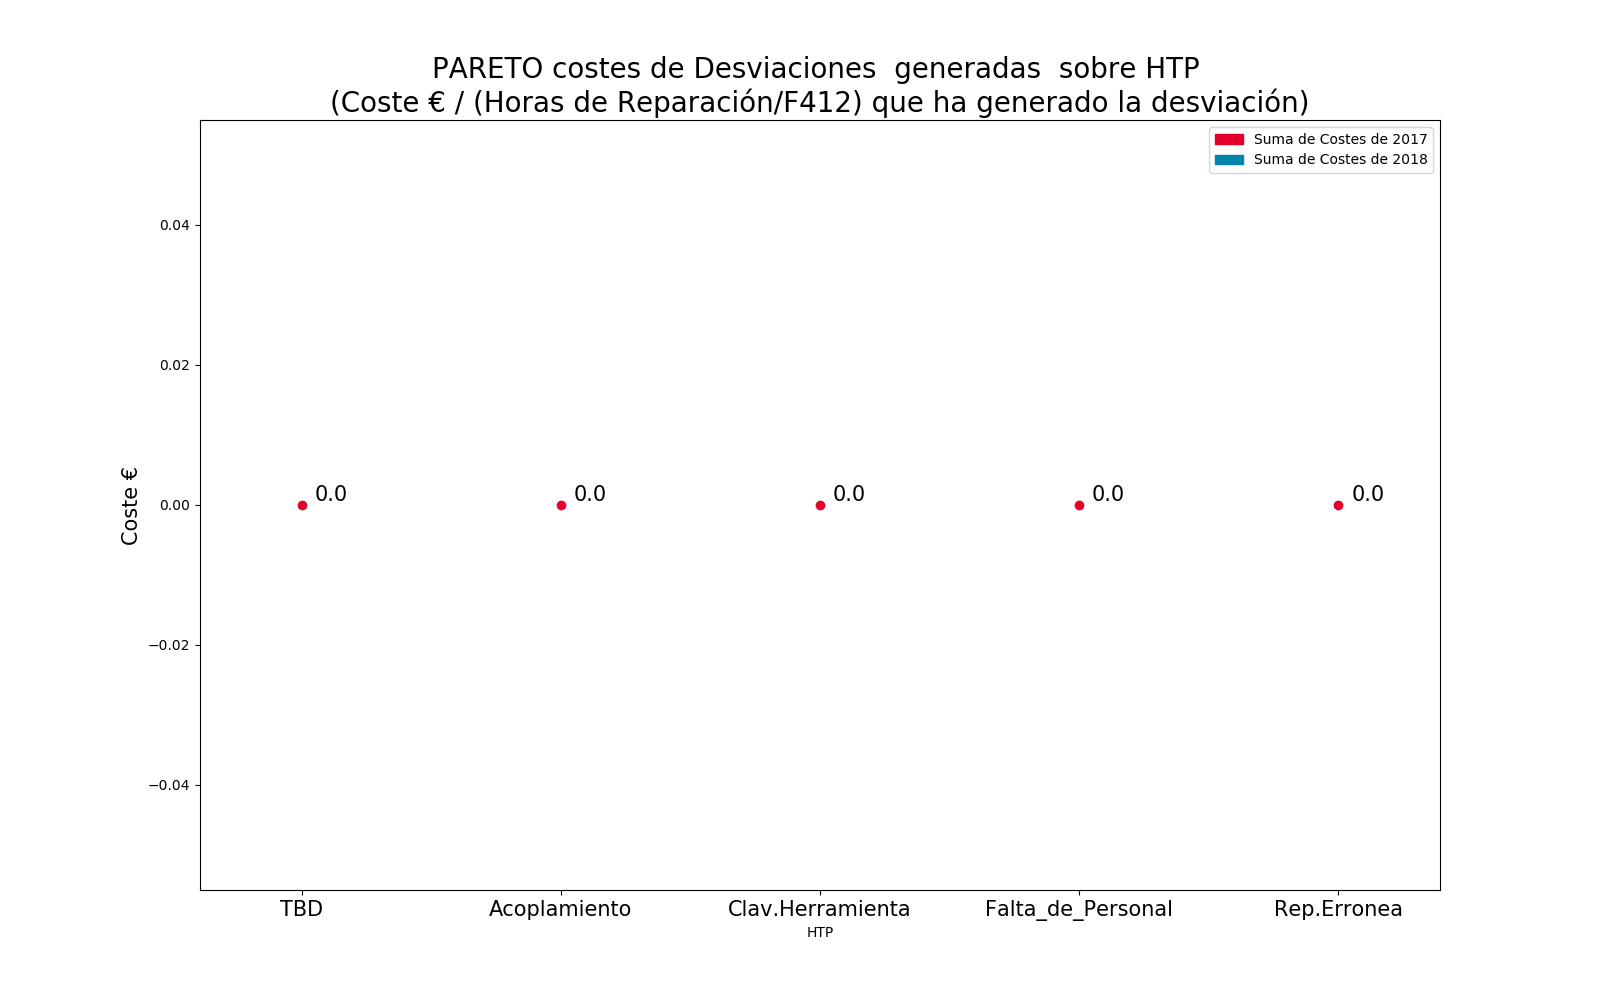 PARETO costes de Desviaciones  generadas  sobre HTP
(Coste € / (Horas de Reparación/F412) que ha generado la desviación)
Suma de Costes de 2017
Suma de Costes de 2018
0.04
0.02
0.00
−0.02
−0.04
Coste €
0.0
0.0
0.0
0.0
0.0
TBD
Acoplamiento
Clav.Herramienta
Falta_de_Personal
Rep.Erronea
HTP